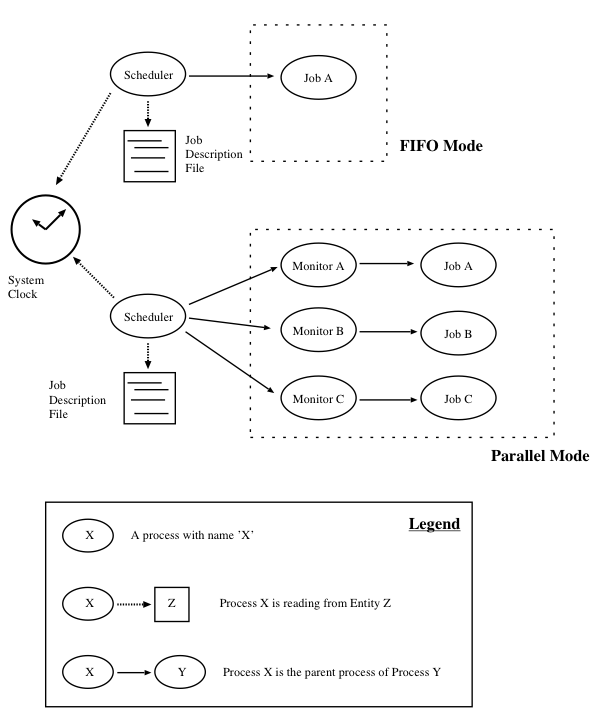 Scheduler
Job A
Job
Description
File
FIFO Mode
System
Clock
Monitor A
Job A
Scheduler
Monitor B
Job B
Job
Description
File
Monitor C
Job C
Parallel Mode
Legend
X
A process with name 'X'
X
Z
Process X is reading from Entity Z
X
Y
Process X is the parent process of Process Y